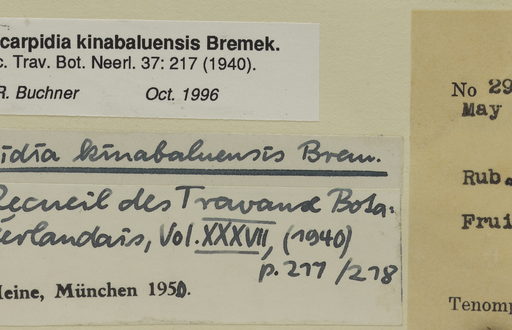 carpidia kinabaluensis Bremek.
c. Trav. Bot. Neerl. 37: 217 (1940).
R. Buchner Oct. 1996
idia kinabaluensis Brem.
Recueil des Travaux Bota=
erlandais, Vol. XXXVII, (1940)
p. 217 / 218
Heine, München 1950.
No 29
May
Rub.
Frui
Tenomp